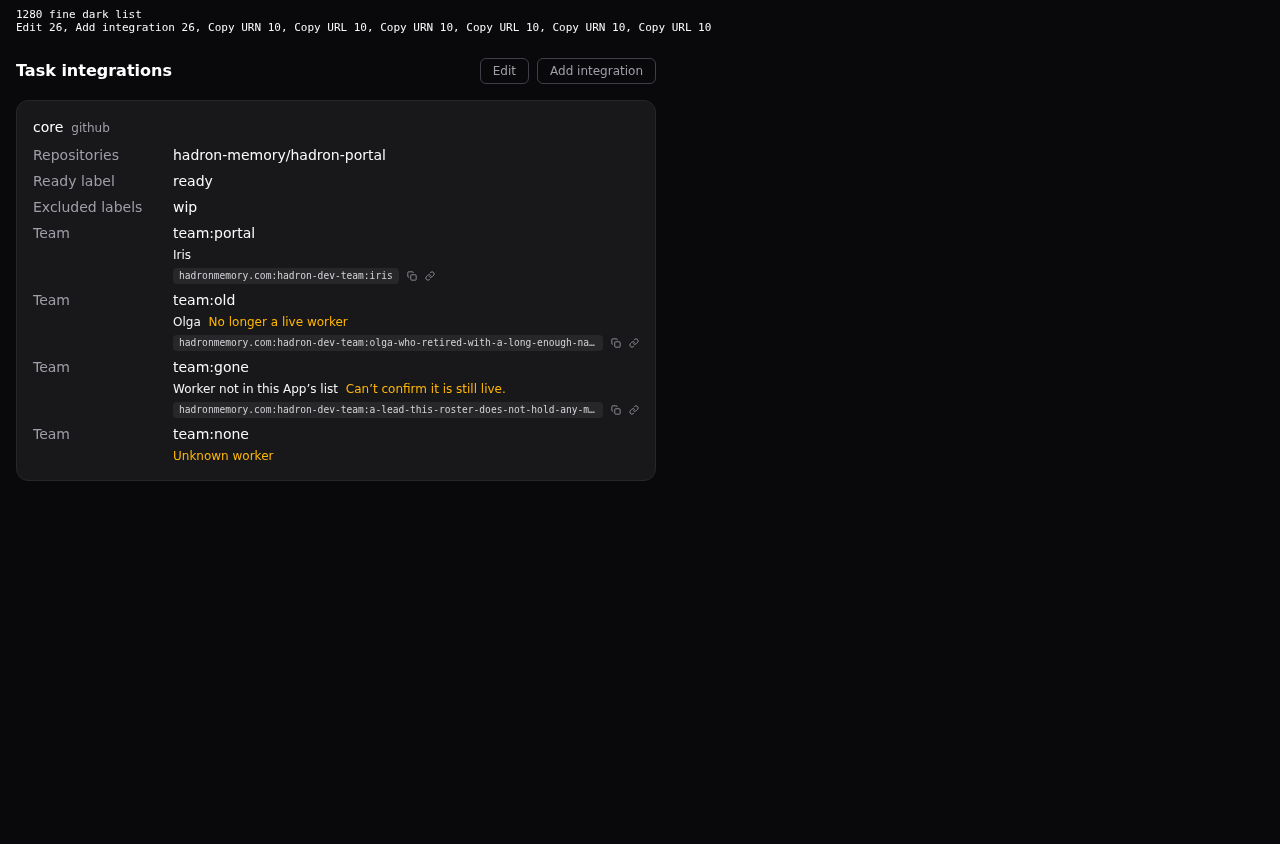 1280 fine dark list
Edit 26, Add integration 26, Copy URN 10, Copy URL 10, Copy URN 10, Copy URL 10, Copy URN 10, Copy URL 10
Task integrations
Edit
Add integration
core github
Repositories hadron-memory/hadron-portal
Ready label ready
Excluded labels wip
Team team:portal
Iris
hadronmemory.com:hadron-dev-team:iris
Team team:old
Olga No longer a live worker
hadronmemory.com:hadron-dev-team:olga-who-retired-with-a-long-enough-na…
Team team:gone
Worker not in this App’s list Can’t confirm it is still live.
hadronmemory.com:hadron-dev-team:a-lead-this-roster-does-not-hold-any-m…
Team team:none
Unknown worker